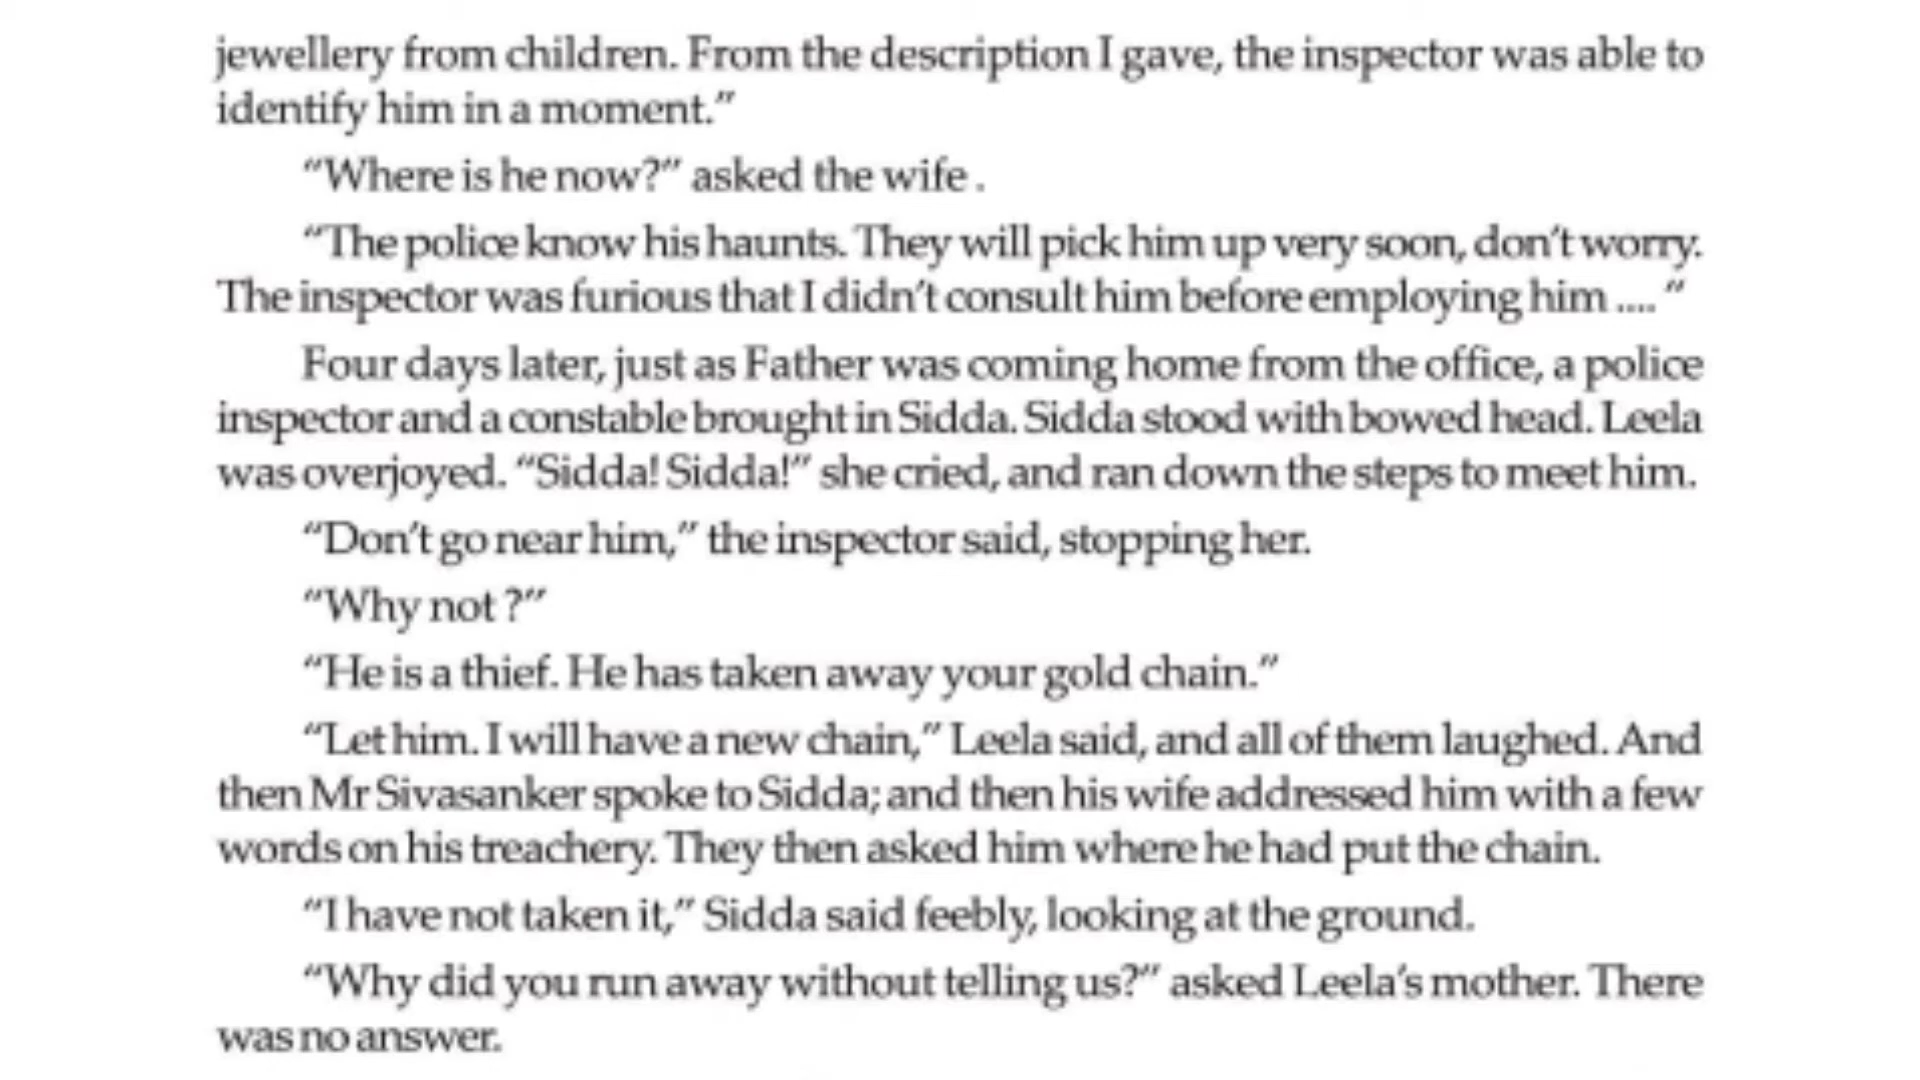 jewellery from children. From the description I gave, the inspector was able to
identify him in a moment.”
“Where is he now?” asked the wife .
“The police know his haunts. They will pick him up very soon, don’t worry.
The inspector was furious that I didn’t consult him before employing him .... “
Four days later, just as Father was coming home from the office, a police
inspector and a constable brought in Sidda. Sidda stood with bowed head. Leela
was overjoyed. “Sidda! Sidda!” she cried, and ran down the steps to meet him.
“Don’t go near him,” the inspector said, stopping her.
“Why not ?”
“He is a thief. He has taken away your gold chain.”
“Let him. I will have a new chain,” Leela said, and all of them laughed. And
then Mr Sivasanker spoke to Sidda; and then his wife addressed him with a few
words on his treachery. They then asked him where he had put the chain.
“I have not taken it,” Sidda said feebly, looking at the ground.
“Why did you run away without telling us?” asked Leela’s mother. There
was no answer.